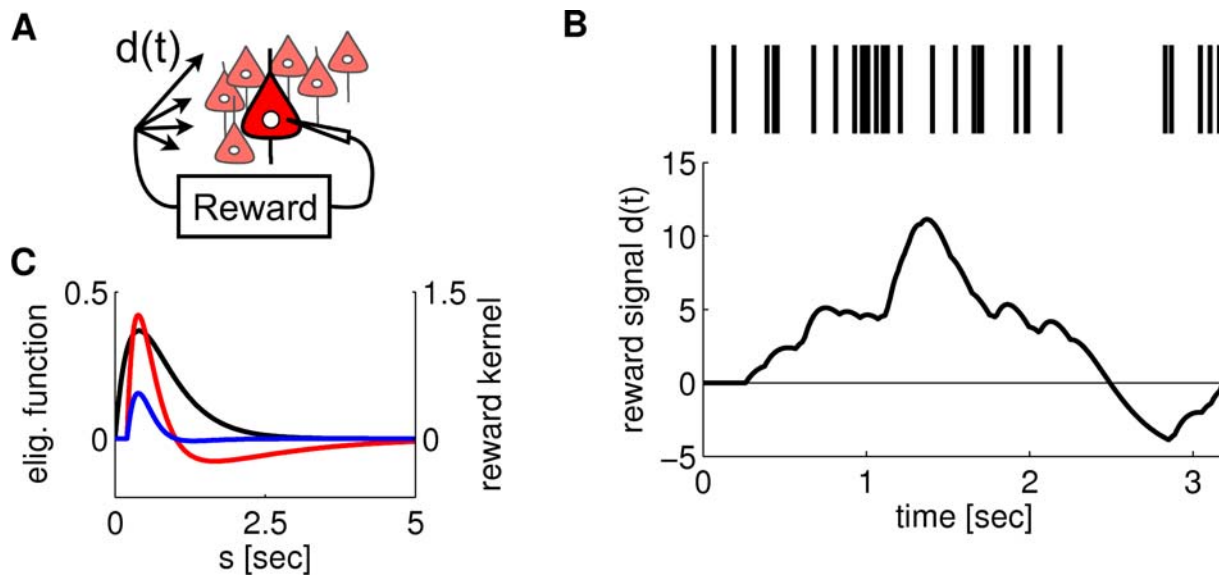 A
d(t)
Reward
B
15
10
5
0
−5
reward signal d(t)
0 1 2 3
time [sec]
C
0.5
0
elig. function
1.5
0
reward kernel
0 2.5 5
s [sec]